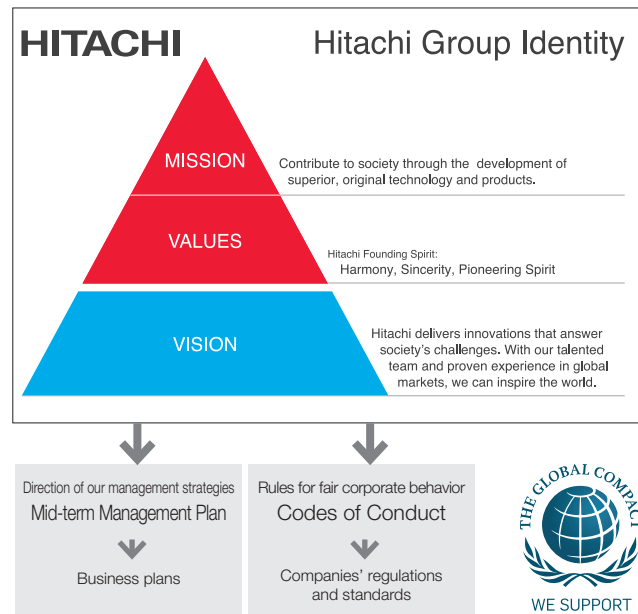 HITACHI
Hitachi Group Identity
MISSION
Contribute to society through the development of
superior, original technology and products.
VALUES
Hitachi Founding Spirit:
Harmony, Sincerity, Pioneering Spirit
VISION
Hitachi delivers innovations that answer
society's challenges. With our talented
team and proven experience in global
markets, we can inspire the world.
Direction of our management strategies
Mid-term Management Plan
Business plans
Rules for fair corporate behavior
Codes of Conduct
Companies' regulations
and standards
THE GLOBAL COMPACT
WE SUPPORT